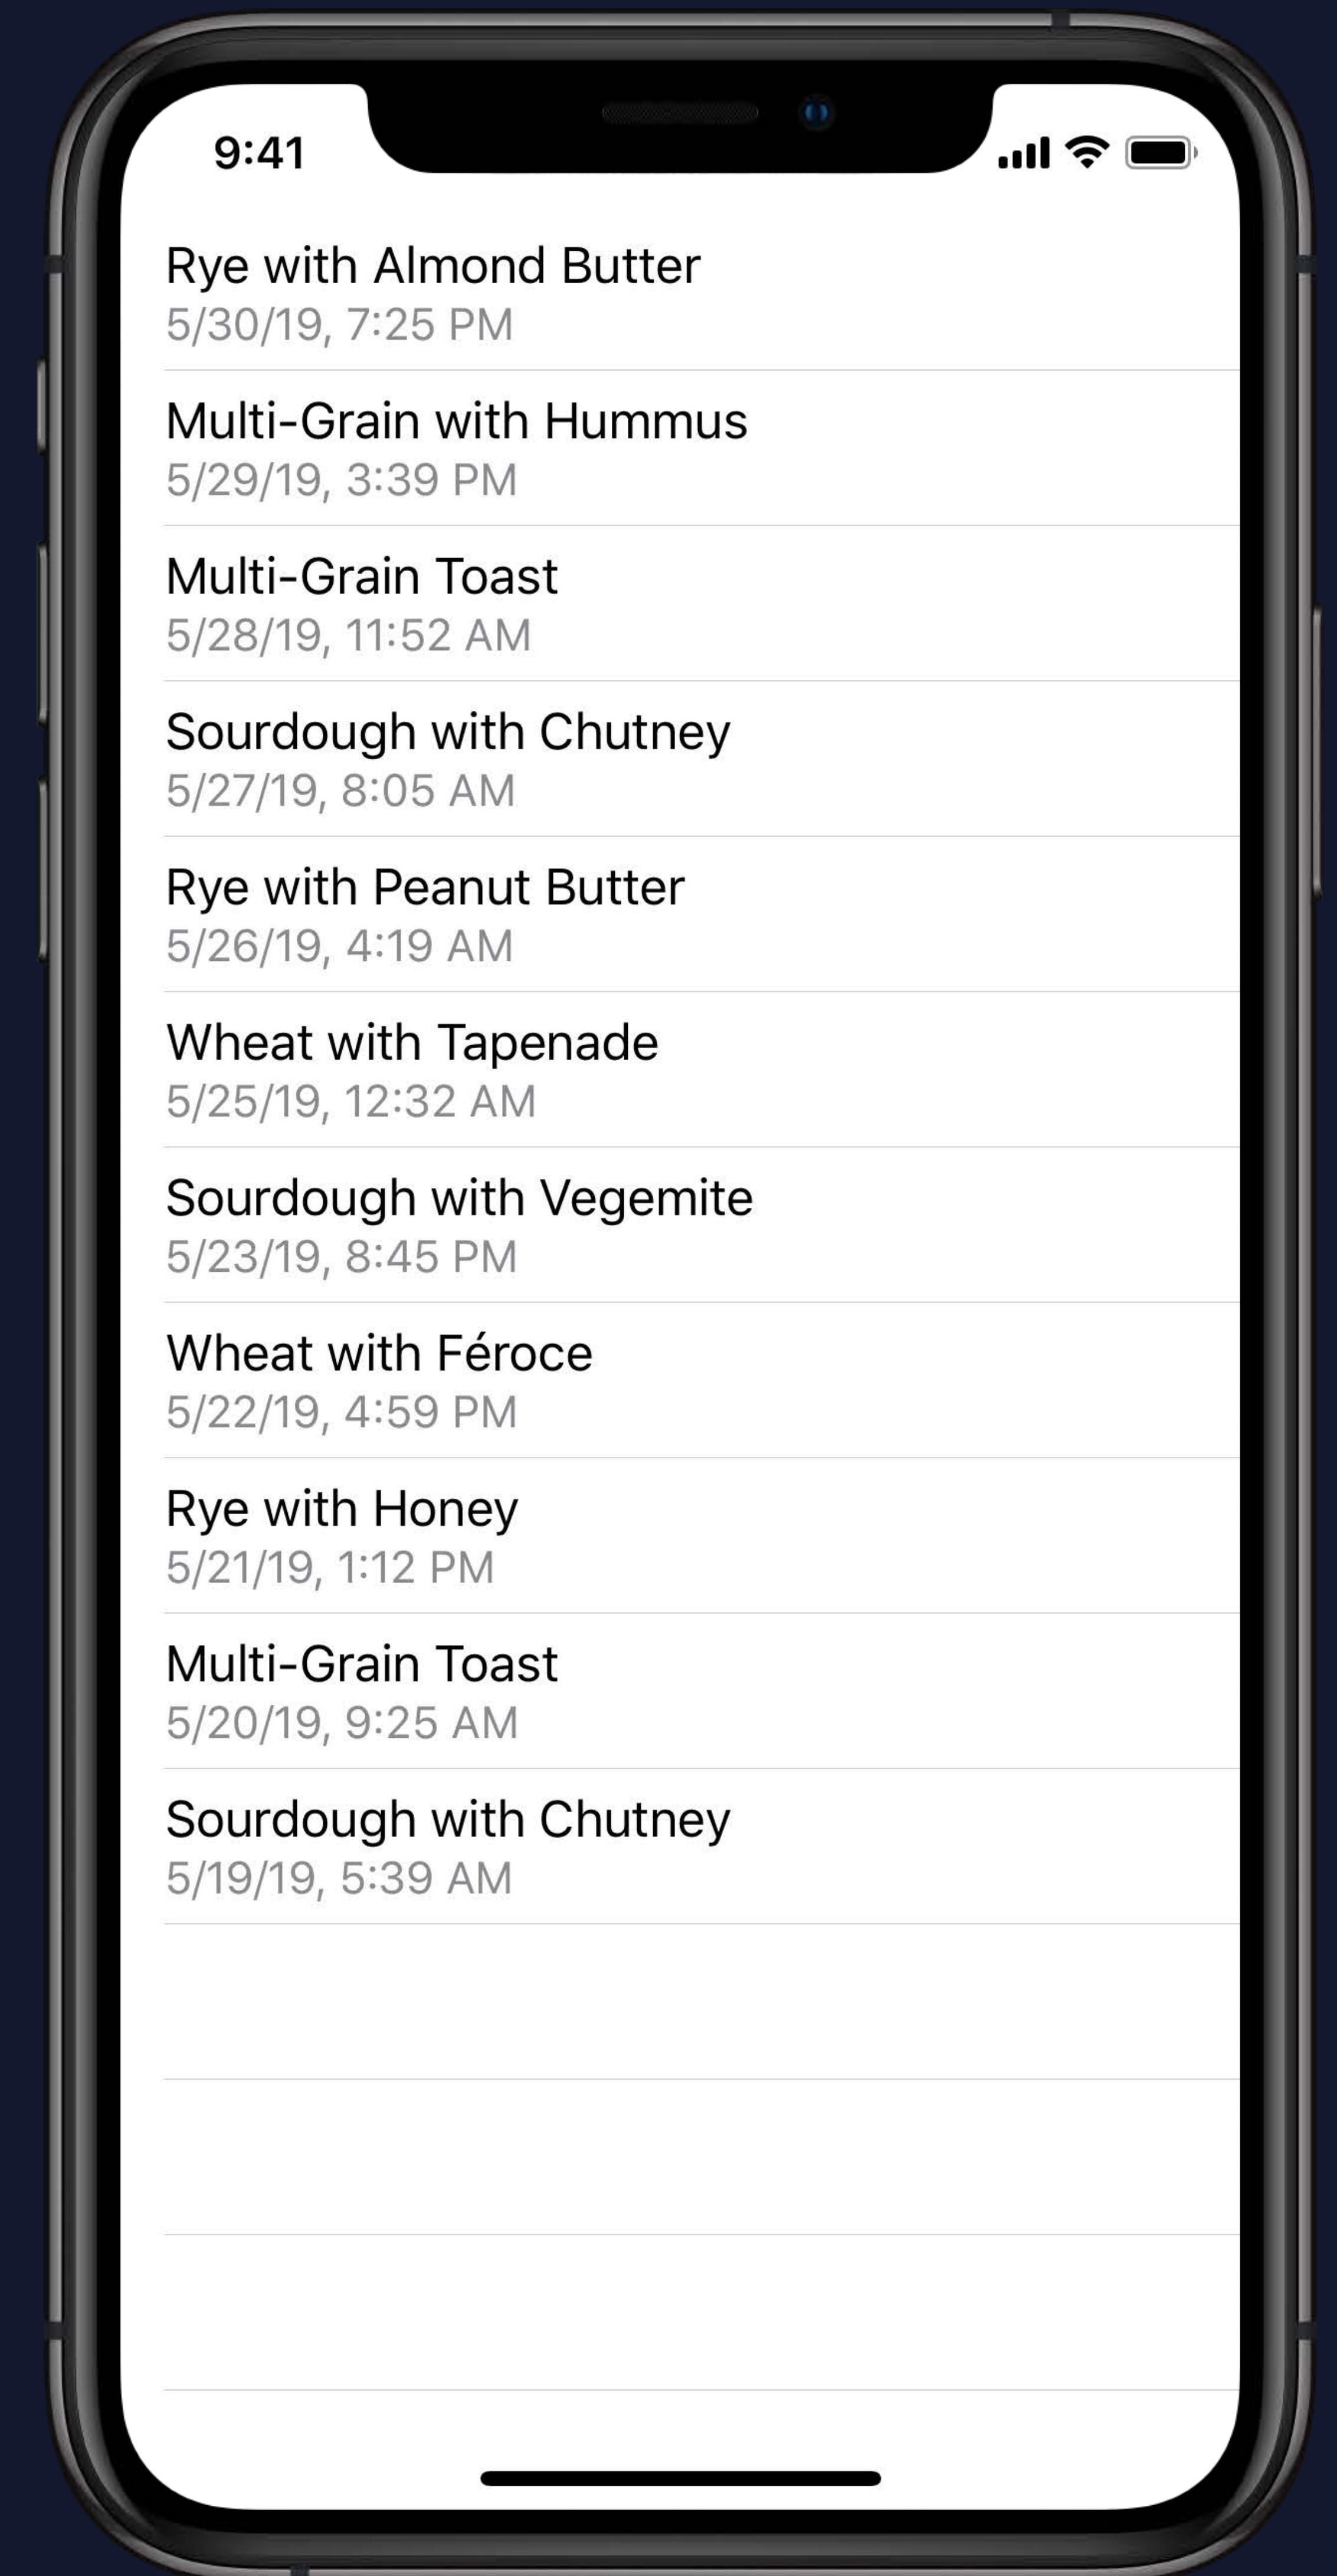 9:41
Rye with Almond Butter
5/30/19, 7:25 PM
Multi-Grain with Hummus
5/29/19, 3:39 PM
Multi-Grain Toast
5/28/19, 11:52 AM
Sourdough with Chutney
5/27/19, 8:05 AM
Rye with Peanut Butter
5/26/19, 4:19 AM
Wheat with Tapenade
5/25/19, 12:32 AM
Sourdough with Vegemite
5/23/19, 8:45 PM
Wheat with Féroce
5/22/19, 4:59 PM
Rye with Honey
5/21/19, 1:12 PM
Multi-Grain Toast
5/20/19, 9:25 AM
Sourdough with Chutney
5/19/19, 5:39 AM